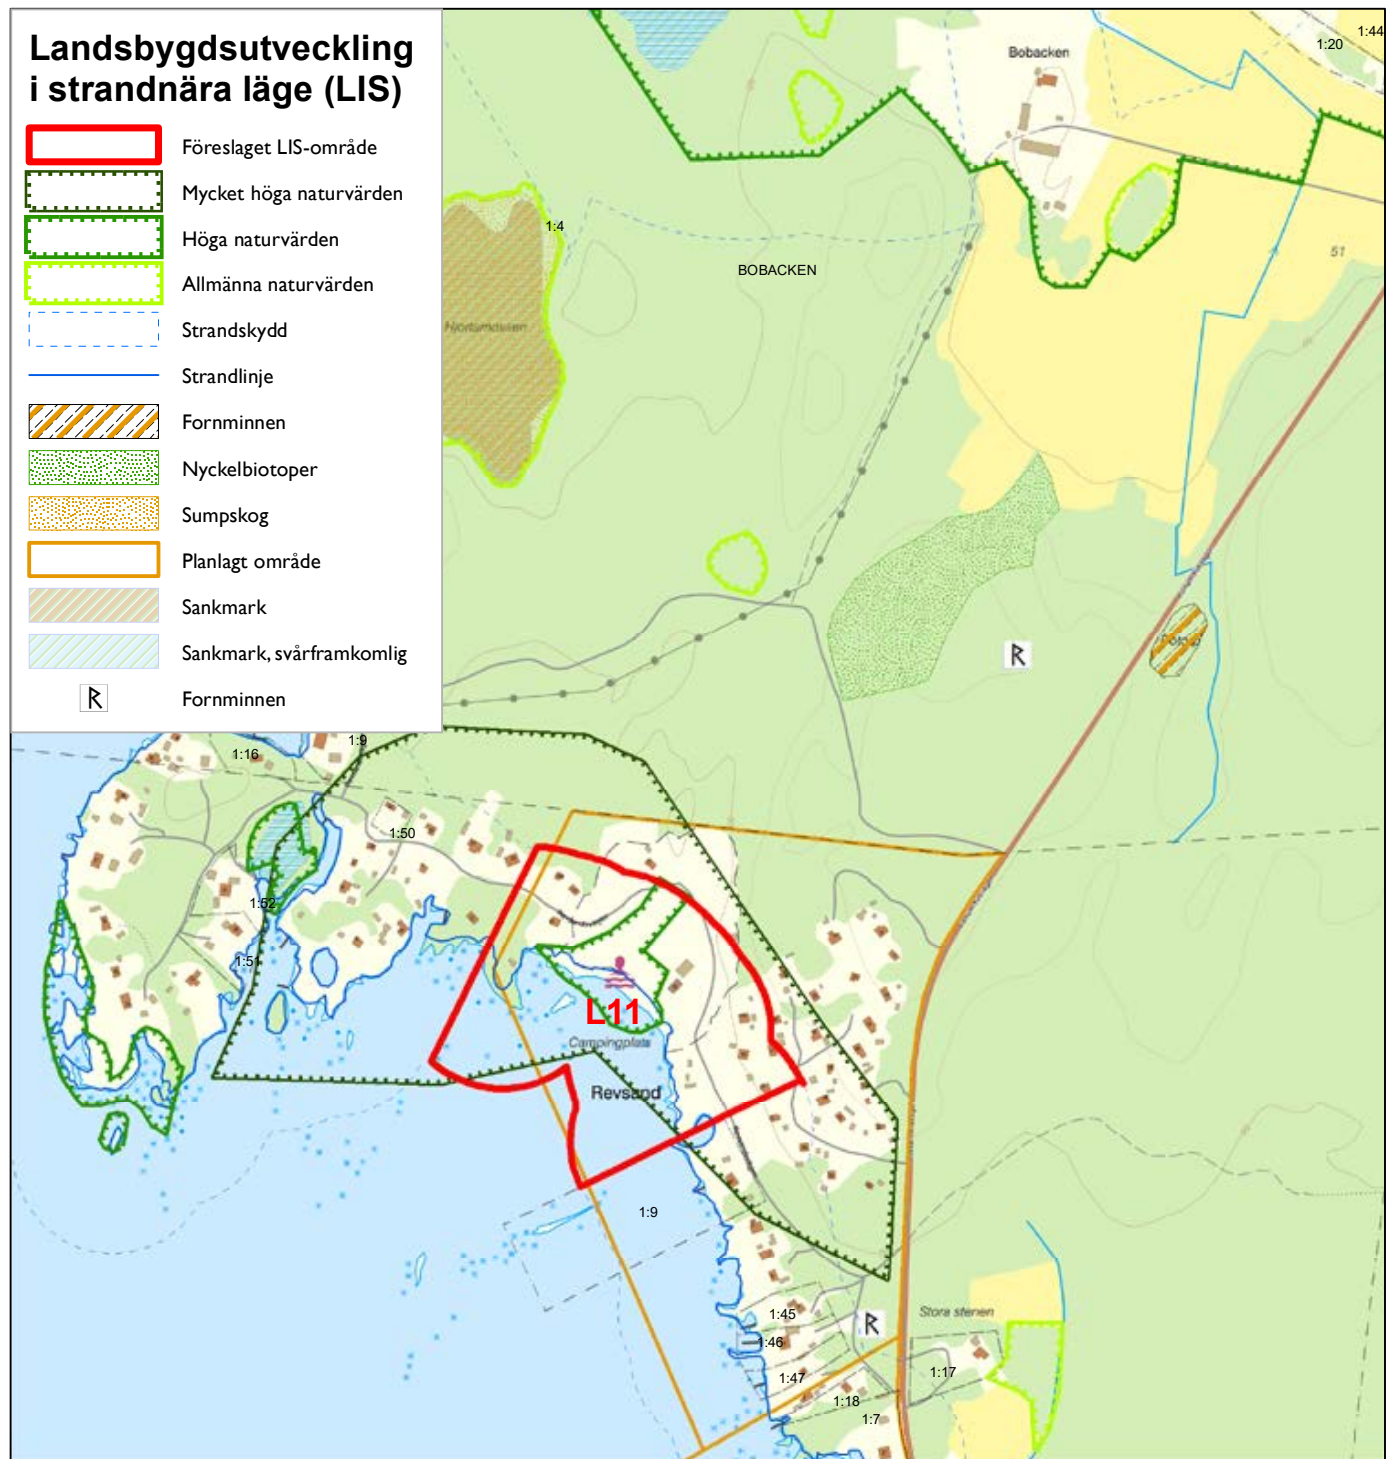 Landsbygdsutveckling
i strandnära läge (LIS)
Föreslaget LIS-område
Mycket höga naturvärden
Höga naturvärden
Allmänna naturvärden
Strandskydd
Strandlinje
Fornminnen
Nyckelbiotoper
Sumpskog
Planlagt område
Sankmark
Sankmark, svårframkomlig
Fornminnen
1:44
1:20
Bobacken
1:4
51
BOBACKEN
1:16
1:9
1:50
1:52
1:51
L11
Campingplats
Revsand
1:9
1:45
Stora stenen
1:46
1:17
1:47
1:18
1:7